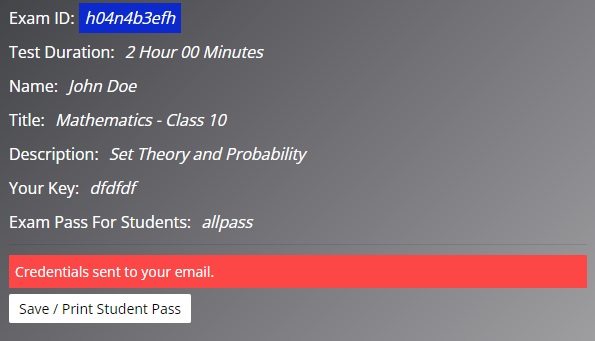 Exam ID: h04n4b3efh
Test Duration: 2 Hour 00 Minutes
Name: John Doe
Title: Mathematics - Class 10
Description: Set Theory and Probability
Your Key: dfdfdf
Exam Pass For Students: allpass
Credentials sent to your email.
Save / Print Student Pass